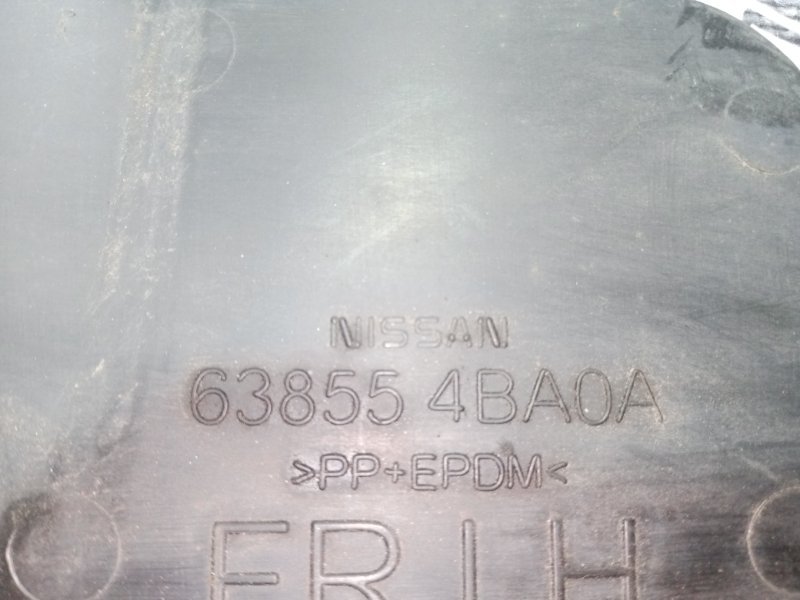 NISSAN
63855 4BA0A
>PP+EPDM<
FR LH